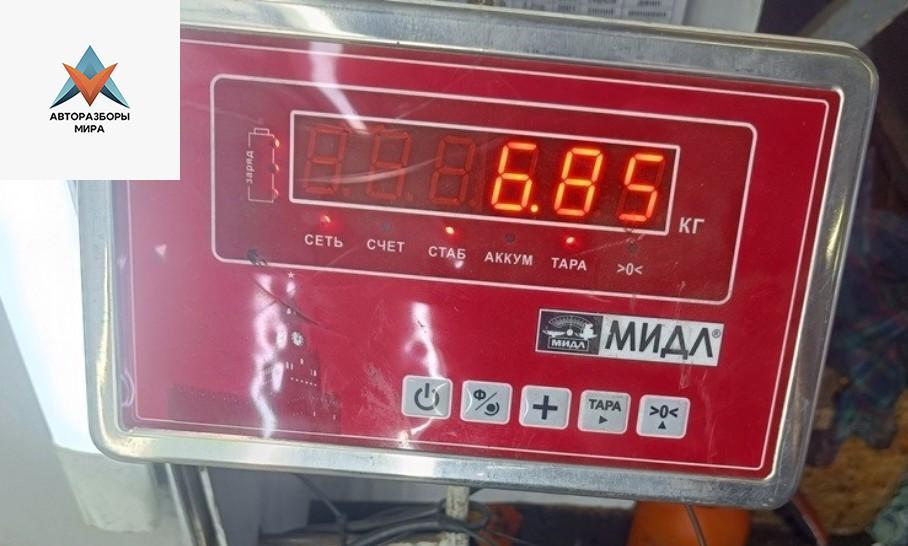 АВТОРАЗБОРЫ
МИРА
заряд
6.85
КГ
СЕТЬ СЧЕТ СТАБ АККУМ ТАРА >0<
МИДЛ
МИДЛ®
Ф/ + ТАРА >0<